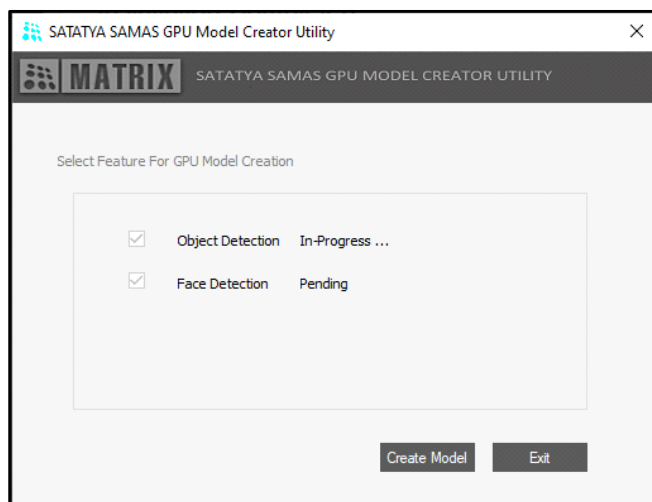 SATATYA SAMAS GPU Model Creator Utility
MATRIX SATATYA SAMAS GPU MODEL CREATOR UTILITY
Select Feature For GPU Model Creation
Object Detection In-Progress ...
Face Detection Pending
Create Model Exit